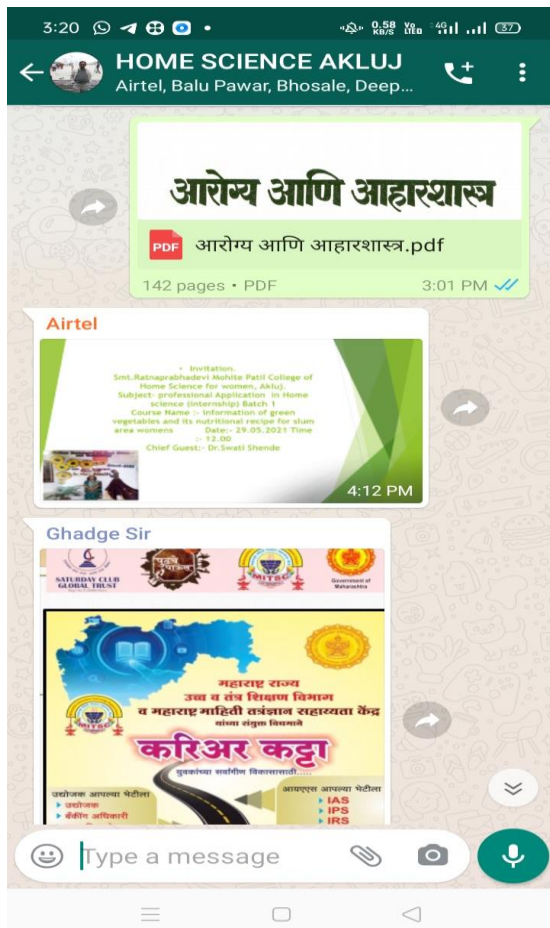 3:20
0.58
KB/S
4G
37
HOME SCIENCE AKLUJ
Airtel, Balu Pawar, Bhosale, Deep...
आरोग्य आणि आहारशास्त्र
PDF आरोग्य आणि आहारशास्त्र.pdf
142 pages • PDF 3:01 PM
Airtel
• Invitation.
Smt.Ratnaprabhadevi Mohite Patil College of
Home Science for women, Akluj.
Subject- professional Application in Home
science (internship) Batch 1
Course Name :- information of green
vegetables and its nutritional recipe for slum
area womens Date:- 29.05.2021 Time
:- 12.00
Chief Guest:- Dr.Swati Shende
4:12 PM
Ghadge Sir
SATURDAY CLUB
GLOBAL TRUST
MITSC
Government of
Maharashtra
महाराष्ट्र राज्य
उच्च व तंत्र शिक्षण विभाग
व महाराष्ट्र माहिती तंत्रज्ञान सहाय्यता केंद्र
यांच्या संयुक्त विद्यमाने
MITSC
करिअर कट्टा
युवकांच्या सर्वांगीण विकासासाठी.....
उद्योजक आपल्या भेटीला
उद्योजक
बँकींग अधिकारी
आयएएस आपल्या भेटीला
IAS
IPS
IRS
Type a message